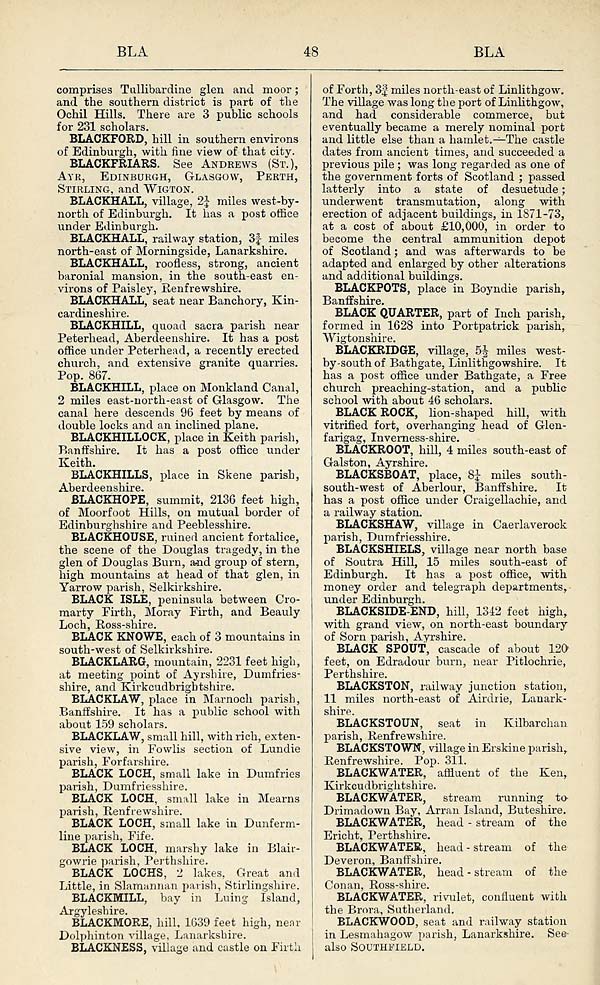 BLA 48 BLA
comprises Tullibardine glen and moor;
and the southern district is part of the
Ochil Hills. There are 3 public schools
for 231 scholars.
BLACKFORD, hill in southern environs
of Edinburgh, with fine view of that city.
BLACKFRIARS. See ANDREWS (ST.),
AYR, EDINBURGH, GLASGOW, PERTH,
STIRLING, and WIGTON.
BLACKHALL, village, 2¼ miles west-by-
north of Edinburgh. It has a post office
under Edinburgh.
BLACKHALL, railway station, 3¾ miles
north-east of Morningside, Lanarkshire.
BLACKHALL, roofless, strong, ancient
baronial mansion, in the south-east en-
virons of Paisley, Renfrewshire.
BLACKHALL, seat near Banchory, Kin-
cardineshire.
BLACKHILL, quoad sacra parish near
Peterhead, Aberdeenshire. It has a post
office under Peterhead, a recently erected
church, and extensive granite quarries.
Pop. 867.
BLACKHILL, place on Monkland Canal,
2 miles east-north-east of Glasgow. The
canal here descends 96 feet by means of
double locks and an inclined plane.
BLACKHILLOCK, place in Keith parish,
Banffshire. It has a post office under
Keith.
BLACKHILLS, place in Skene parish,
Aberdeenshire.
BLACKHOPE, summit, 2136 feet high,
of Moorfoot Hills, on mutual border of
Edinburghshire and Peeblesshire.
BLACKHOUSE, ruined ancient fortalice,
the scene of the Douglas tragedy, in the
glen of Douglas Burn, and group of stern,
high mountains at head of that glen, in
Yarrow parish, Selkirkshire.
BLACK ISLE, peninsula between Cro-
marty Firth, Moray Firth, and Beauly
Loch, Ross-shire.
BLACK KNOWE, each of 3 mountains in
south-west of Selkirkshire.
BLACKLARG, mountain, 2231 feet high,
at meeting point of Ayrshire, Dumfries-
shire, and Kirkcudbrightshire.
BLACKLAW, place in Marnoch parish,
Banffshire. It has a public school with
about 159 scholars.
BLACKLAW, small hill, with rich, exten-
sive view, in Fowlis section of Lundie
parish, Forfarshire.
BLACK LOCH, small lake in Dumfries
parish, Dumfriesshire.
BLACK LOCH, small lake in Mearns
parish, Renfrewshire.
BLACK LOCH, small lake in Dunferm-
line parish, Fife.
BLACK LOCH, marshy lake in Blair-
gowrie parish, Perthshire.
BLACK LOCHS, 2 lakes, Great and
Little, in Slamannan parish, Stirlingshire.
BLACKMILL, bay in Luing Island,
Argyleshire.
BLACKMORE, hill, 1639 feet high, near
Dolphinton village, Lanarkshire.
BLACKNESS, village and castle on Firth
of Forth, 3¾ miles north-east of Linlithgow.
The village was long the port of Linlithgow,
and had considerable commerce, but
eventually became a merely nominal port
and little else than a hamlet.—The castle
dates from ancient times, and succeeded a
previous pile; was long regarded as one of
the government forts of Scotland; passed
latterly into a state of desuetude;
underwent transmutation, along with
erection of adjacent buildings, in 1871-73,
at a cost of about £10,000, in order to
become the central ammunition depot
of Scotland; and was afterwards to be
adapted and enlarged by other alterations
and additional buildings.
BLACKPOTS, place in Boyndie parish,
Banffshire.
BLACK QUARTER, part of Inch parish,
formed in 1628 into Portpatrick parish,
Wigtonshire.
BLACKRIDGE, village, 5½ miles west-
by-south of Bathgate, Linlithgowshire. It
has a post office under Bathgate, a Free
church preaching-station, and a public
school with about 46 scholars.
BLACK ROCK, lion-shaped hill, with
vitrified fort, overhanging head of Glen-
farigag, Inverness-shire.
BLACKROOT, hill, 4 miles south-east of
Galston, Ayrshire.
BLACKSBOAT, place, 8¼ miles south-
south-west of Aberlour, Banffshire. It
has a post office under Craigellachie, and
a railway station.
BLACKSHAW, village in Caerlaverock
parish, Dumfriesshire.
BLACKSHIELS, village near north base
of Soutra Hill, 15 miles south-east of
Edinburgh. It has a post office, with
money order and telegraph departments,
under Edinburgh.
BLACKSIDE-END, hill, 1342 feet high,
with grand view, on north-east boundary
of Sorn parish, Ayrshire.
BLACK SPOUT, cascade of about 120
feet, on Edradour burn, near Pitlochrie,
Perthshire.
BLACKSTON, railway junction station,
11 miles north-east of Airdrie, Lanark-
shire.
BLACKSTOUN, seat in Kilbarchan
parish, Renfrewshire.
BLACKSTOWN, village in Erskine parish,
Renfrewshire. Pop. 311.
BLACKWATER, affluent of the Ken,
Kirkcudbrightshire.
BLACKWATER, stream running to
Drimadown Bay, Arran Island, Buteshire.
BLACKWATER, head-stream of the
Ericht, Perthshire.
BLACKWATER, head-stream of the
Deveron, Banffshire.
BLACKWATER, head-stream of the
Conan, Ross-shire.
BLACKWATER, rivulet, confluent with
the Brora, Sutherland.
BLACKWOOD, seat and railway station
in Lesmahagow parish, Lanarkshire. See
also SOUTHFIELD.